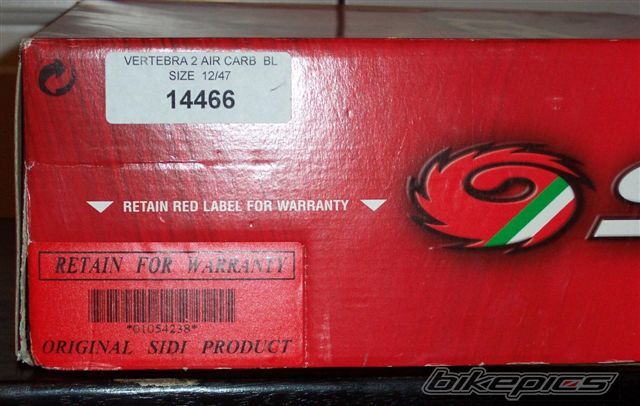 VERTEBRA 2 AIR CARB BL
SIZE 12/47
14466
RETAIN RED LABEL FOR WARRANTY
RETAIN FOR WARRANTY
*01054238*
ORIGINAL SIDI PRODUCT
S
bikepics